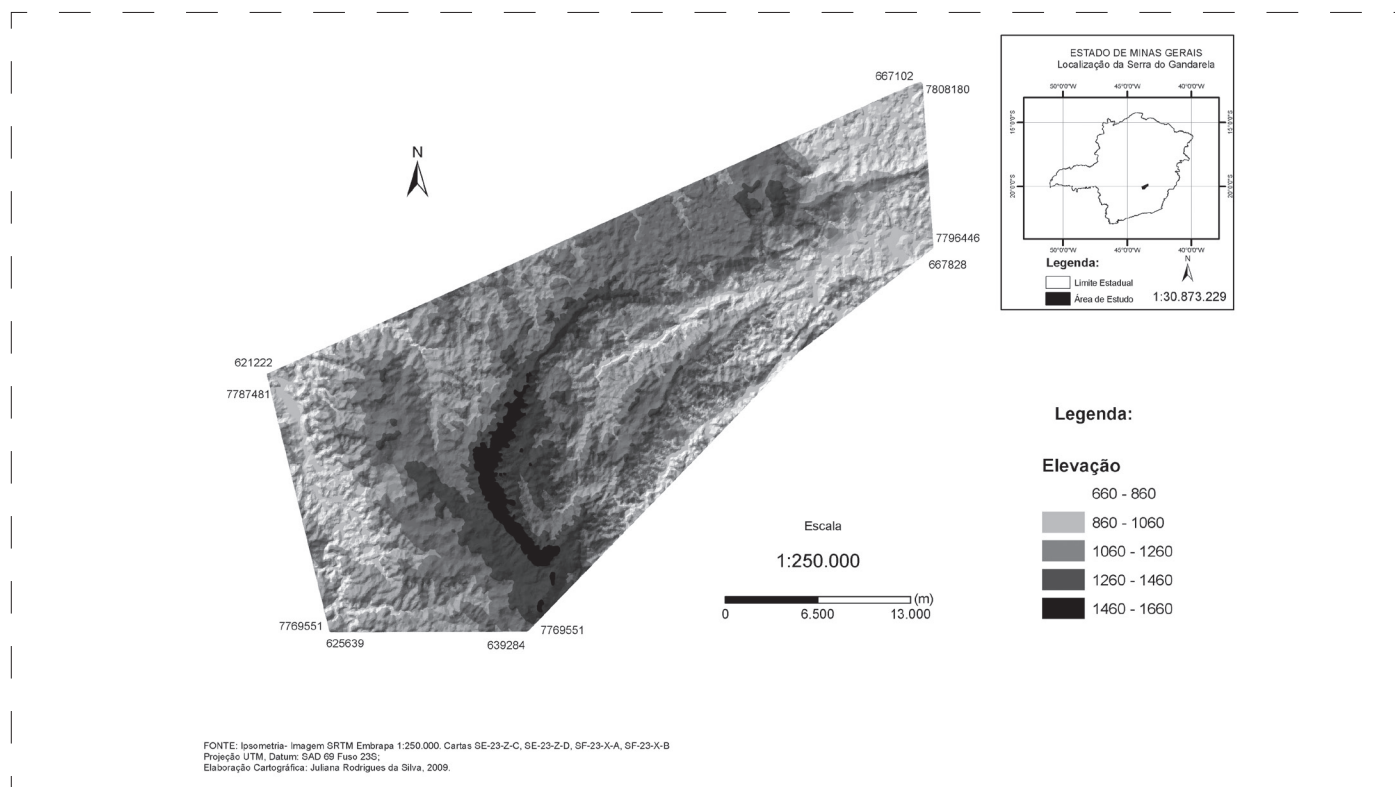 ESTADO DE MINAS GERAIS
Localização da Serra do Gandarela
50°0'0"W 45°0'0"W 40°0'0"W
15°0'0"S 15°0'0"S
20°0'0"S 20°0'0"S
50°0'0"W 45°0'0"W 40°0'0"W
Legenda:
N
Limite Estadual
Área de Estudo
1:30.873.229
667102
7808180
N
7796446
667828
621222
7787481
7769551
625639
639284
7769551
Escala
1:250.000
(m)
0 6.500 13.000
Legenda:
Elevação
660 - 860
860 - 1060
1060 - 1260
1260 - 1460
1460 - 1660
FONTE: Ipsometria- Imagem SRTM Embrapa 1:250.000. Cartas SE-23-Z-C, SE-23-Z-D, SF-23-X-A, SF-23-X-B
Projeção UTM, Datum: SAD 69 Fuso 23S;
Elaboração Cartográfica: Juliana Rodrigues da Silva, 2009.